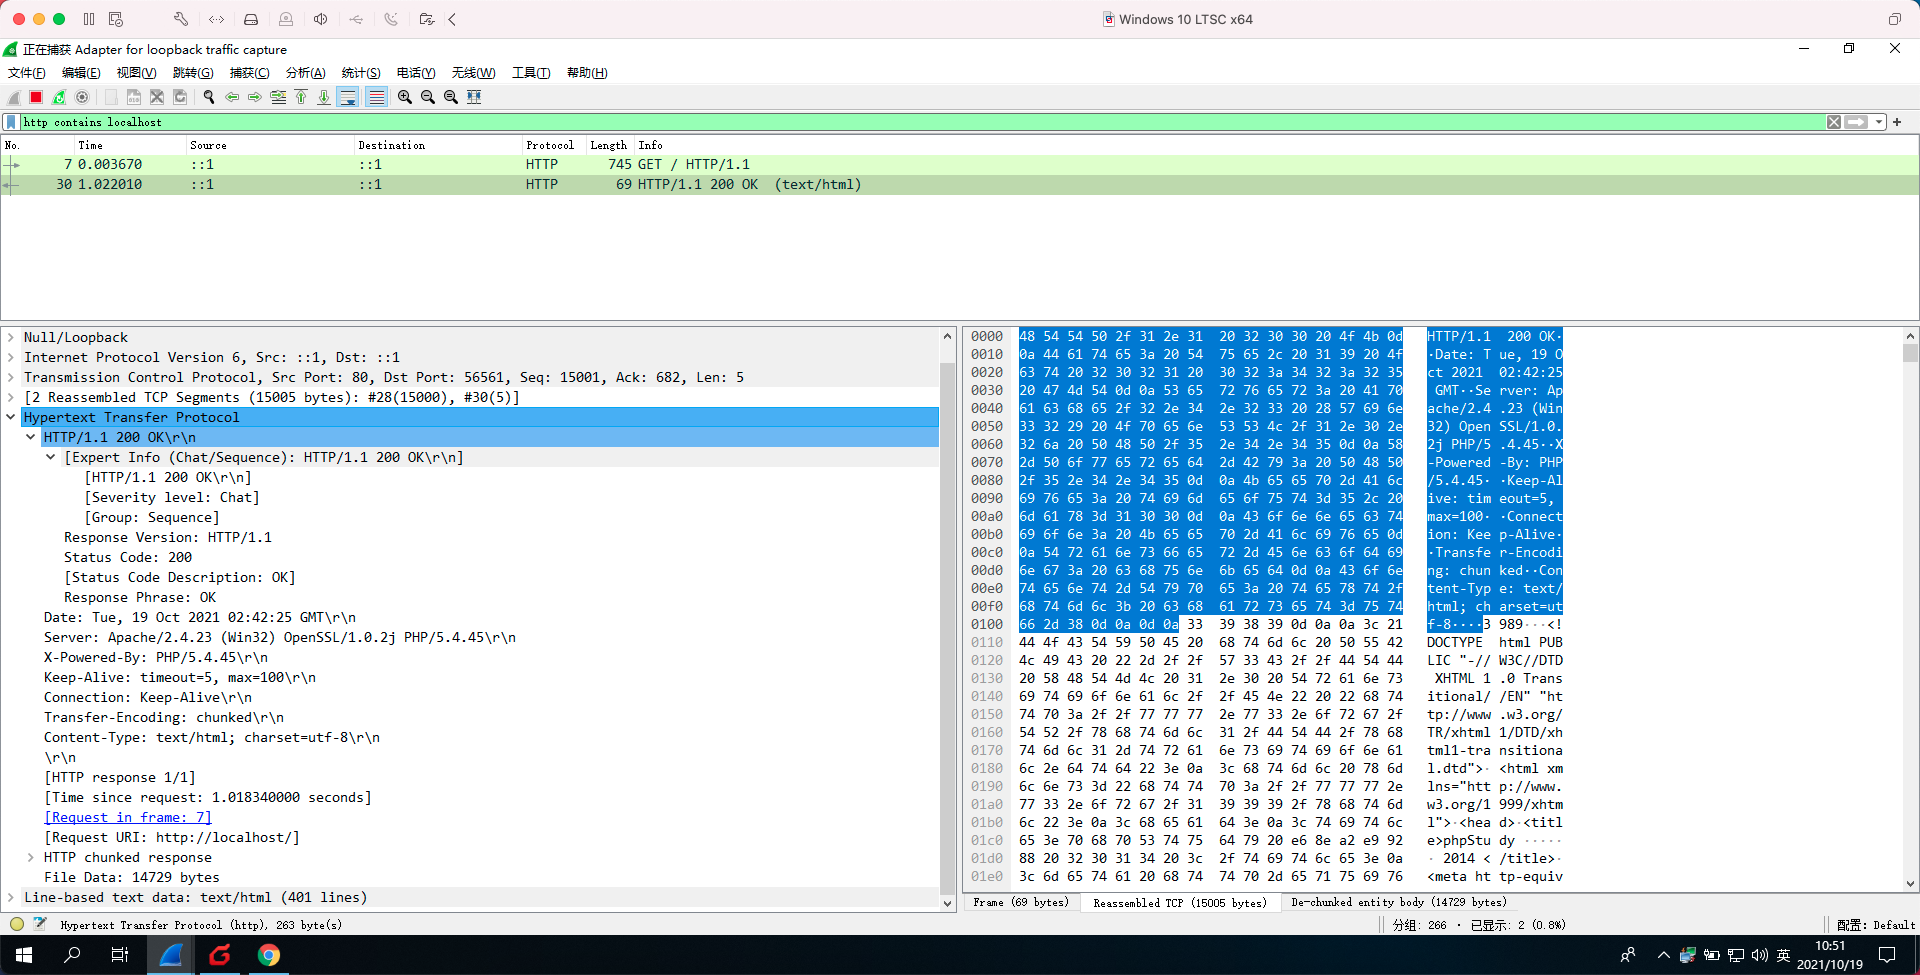 Windows 10 LTSC x64
正在捕获 Adapter for loopback traffic capture
文件(F) 编辑(E) 视图(V) 跳转(G) 捕获(C) 分析(A) 统计(S) 电话(Y) 无线(W) 工具(T) 帮助(H)
http contains localhost
No. Time Source Destination Protocol Length Info
7 0.003670 ::1 ::1 HTTP 745 GET / HTTP/1.1
30 1.022010 ::1 ::1 HTTP 69 HTTP/1.1 200 OK (text/html)
Null/Loopback
Internet Protocol Version 6, Src: ::1, Dst: ::1
Transmission Control Protocol, Src Port: 80, Dst Port: 56561, Seq: 15001, Ack: 682, Len: 5
[2 Reassembled TCP Segments (15005 bytes): #28(15000), #30(5)]
Hypertext Transfer Protocol
HTTP/1.1 200 OK\r\n
[Expert Info (Chat/Sequence): HTTP/1.1 200 OK\r\n]
[HTTP/1.1 200 OK\r\n]
[Severity level: Chat]
[Group: Sequence]
Response Version: HTTP/1.1
Status Code: 200
[Status Code Description: OK]
Response Phrase: OK
Date: Tue, 19 Oct 2021 02:42:25 GMT\r\n
Server: Apache/2.4.23 (Win32) OpenSSL/1.0.2j PHP/5.4.45\r\n
X-Powered-By: PHP/5.4.45\r\n
Keep-Alive: timeout=5, max=100\r\n
Connection: Keep-Alive\r\n
Transfer-Encoding: chunked\r\n
Content-Type: text/html; charset=utf-8\r\n
\r\n
[HTTP response 1/1]
[Time since request: 1.018340000 seconds]
[Request in frame: 7]
[Request URI: http://localhost/]
HTTP chunked response
File Data: 14729 bytes
Line-based text data: text/html (401 lines)
0000 48 54 54 50 2f 31 2e 31 20 32 30 30 20 4f 4b 0d HTTP/1.1 200 OK·
0010 0a 44 61 74 65 3a 20 54 75 65 2c 20 31 39 20 4f ·Date: T ue, 19 O
0020 63 74 20 32 30 32 31 20 30 32 3a 34 32 3a 32 35 ct 2021 02:42:25
0030 20 47 4d 54 0d 0a 53 65 72 76 65 72 3a 20 41 70 GMT··Se rver: Ap
0040 61 63 68 65 2f 32 2e 34 2e 32 33 20 28 57 69 6e ache/2.4 .23 (Win
0050 33 32 29 20 4f 70 65 6e 53 53 4c 2f 31 2e 30 2e 32) Open SSL/1.0.
0060 32 6a 20 50 48 50 2f 35 2e 34 2e 34 35 0d 0a 58 2j PHP/5 .4.45··X
0070 2d 50 6f 77 65 72 65 64 2d 42 79 3a 20 50 48 50 -Powered -By: PHP
0080 2f 35 2e 34 2e 34 35 0d 0a 4b 65 65 70 2d 41 6c /5.4.45· ·Keep-Al
0090 69 76 65 3a 20 74 69 6d 65 6f 75 74 3d 35 2c 20 ive: tim eout=5,
00a0 6d 61 78 3d 31 30 30 0d 0a 43 6f 6e 6e 65 63 74 max=100· ·Connect
00b0 69 6f 6e 3a 20 4b 65 65 70 2d 41 6c 69 76 65 0d ion: Kee p-Alive·
00c0 0a 54 72 61 6e 73 66 65 72 2d 45 6e 63 6f 64 69 ·Transfe r-Encodi
00d0 6e 67 3a 20 63 68 75 6e 6b 65 64 0d 0a 43 6f 6e ng: chun ked··Con
00e0 74 65 6e 74 2d 54 79 70 65 3a 20 74 65 78 74 2f tent-Typ e: text/
00f0 68 74 6d 6c 3b 20 63 68 61 72 73 65 74 3d 75 74 html; ch arset=ut
0100 66 2d 38 0d 0a 0d 0a 33 39 38 39 0d 0a 0a 3c 21 f-8····3 989···<!
0110 44 4f 43 54 59 50 45 20 68 74 6d 6c 20 50 55 42 DOCTYPE html PUB
0120 4c 49 43 20 22 2d 2f 2f 57 33 43 2f 2f 44 54 44 LIC "-// W3C//DTD
0130 20 58 48 54 4d 4c 20 31 2e 30 20 54 72 61 6e 73 XHTML 1 .0 Trans
0140 69 74 69 6f 6e 61 6c 2f 2f 45 4e 22 20 22 68 74 itional/ /EN" "ht
0150 74 70 3a 2f 2f 77 77 77 2e 77 33 2e 6f 72 67 2f tp://www .w3.org/
0160 54 52 2f 78 68 74 6d 6c 31 2f 44 54 44 2f 78 68 TR/xhtml 1/DTD/xh
0170 74 6d 6c 31 2d 74 72 61 6e 73 69 74 69 6f 6e 61 tml1-tra nsitiona
0180 6c 2e 64 74 64 22 3e 0a 3c 68 74 6d 6c 20 78 6d l.dtd">· <html xm
0190 6c 6e 73 3d 22 68 74 74 70 3a 2f 2f 77 77 77 2e lns="htt p://www.
01a0 77 33 2e 6f 72 67 2f 31 39 39 39 2f 78 68 74 6d w3.org/1 999/xhtm
01b0 6c 22 3e 0a 3c 68 65 61 64 3e 0a 3c 74 69 74 6c l">·<hea d>·<titl
01c0 65 3e 70 68 70 53 74 75 64 79 20 e6 8e a2 e9 92 e>phpStu dy ·····
01d0 88 20 32 30 31 34 20 3c 2f 74 69 74 6c 65 3e 0a · 2014 < /title>·
01e0 3c 6d 65 74 61 20 68 74 74 70 2d 65 71 75 69 76 <meta ht tp-equiv
Frame (69 bytes) Reassembled TCP (15005 bytes) De-chunked entity body (14729 bytes)
Hypertext Transfer Protocol (http), 263 byte(s) 分组: 266 · 已显示: 2 (0.8%) 配置: Default
英 10:51
2021/10/19